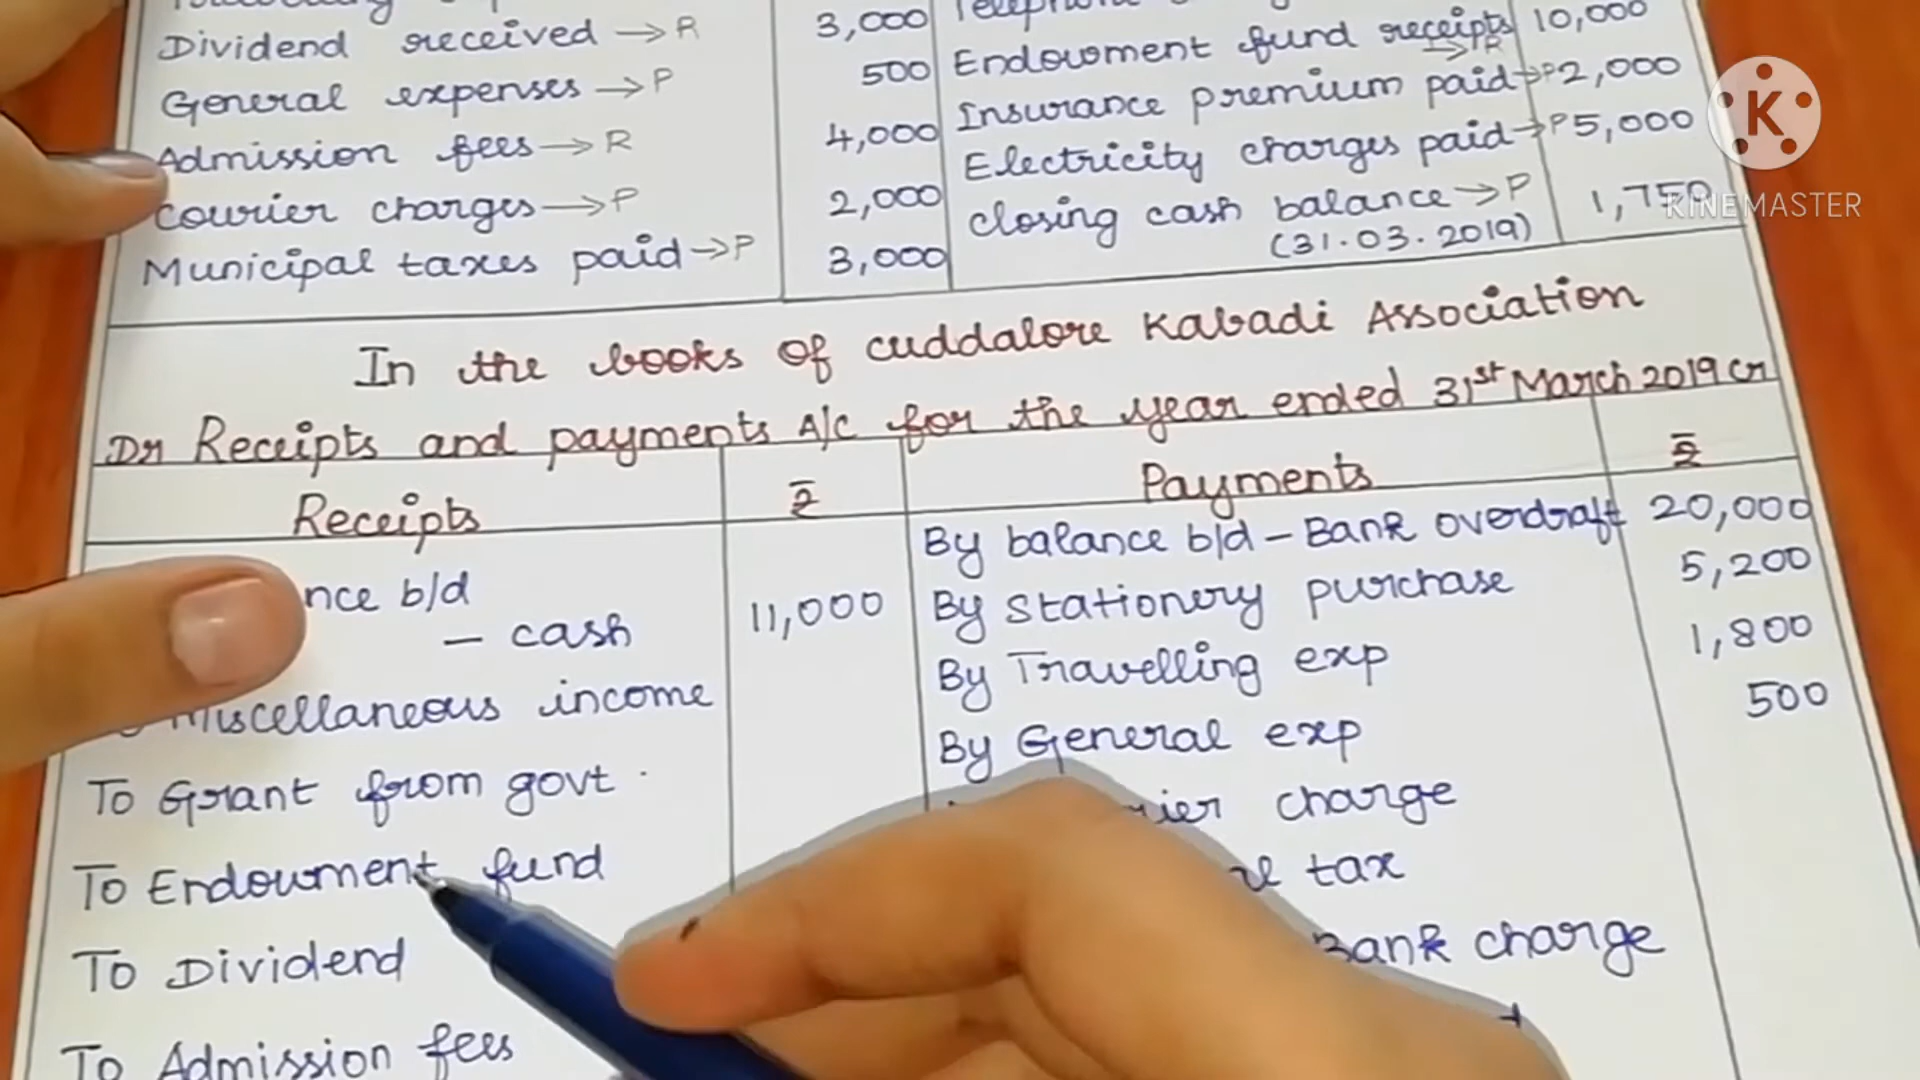 Dividend received → R 3,000
General expenses → P 500
Admission fees → R 4,000
Courier charges → P 2,000
Municipal taxes paid → P 3,000
Endowment fund receipts → R 10,000
Insurance premium paid → P 2,000
Electricity charges paid → P 5,000
Closing cash balance → P 1,750
(31.03.2019)
K
KINEMASTER
In the books of cuddalore Kabadi Association
Dr Receipts and payments A/C for the year ended 31st March 2019 Cr
Receipts ₹ Payments ₹
nce b/d
– cash 11,000
Miscellaneous income
To Grant from govt.
To Endowment fund
To Dividend
To Admission fees
By balance b/d – Bank overdraft 20,000
By Stationery purchase 5,200
By Travelling exp 1,800
By General exp 500
rier charge
tax
Bank charge